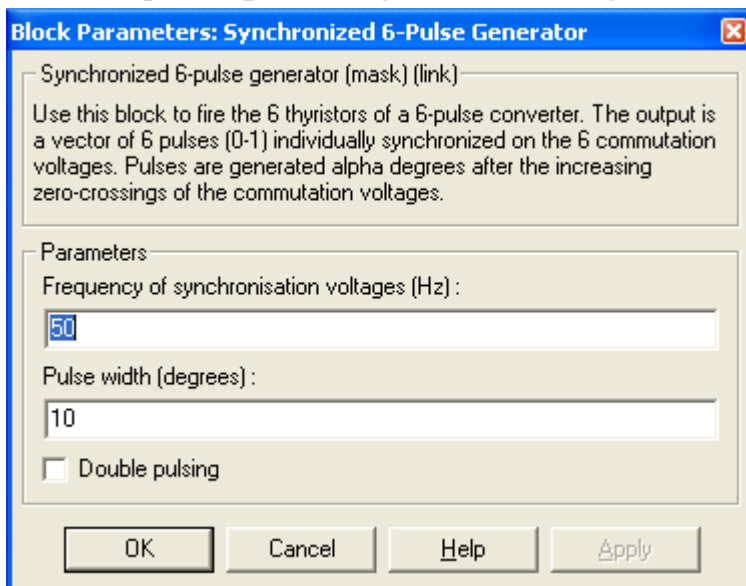 Block Parameters: Synchronized 6-Pulse Generator
Synchronized 6-pulse generator (mask) (link)
Use this block to fire the 6 thyristors of a 6-pulse converter. The output is
a vector of 6 pulses (0-1) individually synchronized on the 6 commutation
voltages. Pulses are generated alpha degrees after the increasing
zero-crossings of the commutation voltages.
Parameters
Frequency of synchronisation voltages (Hz) :
50
Pulse width (degrees) :
10
Double pulsing
OK Cancel Help Apply